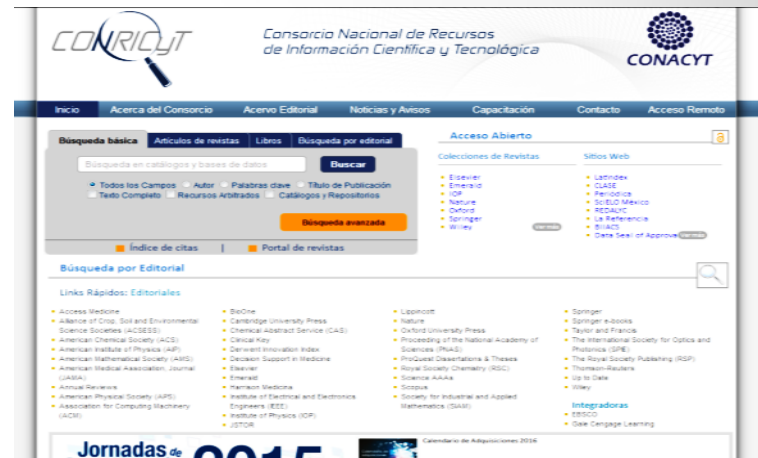 CONRICYT
Consorcio Nacional de Recursos
de Información Científica y Tecnológica
CONACYT
Inicio Acerca del Consorcio Acervo Editorial Noticias y Avisos Capacitación Contacto Acceso Remoto
Búsqueda básica Artículos de revistas Libros Búsqueda por editorial
Búsqueda en catálogos y bases de datos Buscar
Todos los Campos Autor Palabras clave Título de Publicación
Texto Completo Recursos Arbitrados Catálogos y Repositorios
Búsqueda avanzada
Índice de citas | Portal de revistas
Acceso Abierto
Colecciones de Revistas
Elsevier
Emerald
IOP
Nature
Oxford
Springer
Wiley
Ver más
Sitios Web
Latindex
CLASE
Periódica
SciELO México
REDALYC
La Referencia
BIIACS
Data Seal of Approval
Ver más
Búsqueda por Editorial
Links Rápidos: Editoriales
Access Medicine
Alliance of Crop, Soil and Environmental
Science Societies (ACSESS)
American Chemical Society (ACS)
American Institute of Physics (AIP)
American Mathematical Society (AMS)
American Medical Association. Journal
(JAMA)
Annual Reviews
American Physical Society (APS)
Association for Computing Machinery
(ACM)
BioOne
Cambridge University Press
Chemical Abstract Service (CAS)
Clinical Key
Derwent Innovation Index
Decision Support in Medicine
Elsevier
Emerald
Harrison Medicina
Institute of Electrical and Electronics
Engineers (IEEE)
Institute of Physics (IOP)
JSTOR
Lippincott
Nature
Oxford University Press
Proceeding of the National Academy of
Sciences (PNAS)
ProQuest Dissertations & Theses
Royal Society Chemistry (RSC)
Science AAAs
Scopus
Society for Industrial and Applied
Mathematics (SIAM)
Springer
Springer e-books
Taylor and Francis
The International Society for Optics and
Photonics (SPIE)
The Royal Society Publishing (RSP)
Thomson-Reuters
Up to Date
Wiley
Integradoras
EBSCO
Gale Cengage Learning
Jornadas de 2015
Calendario de Adquisiciones 2016